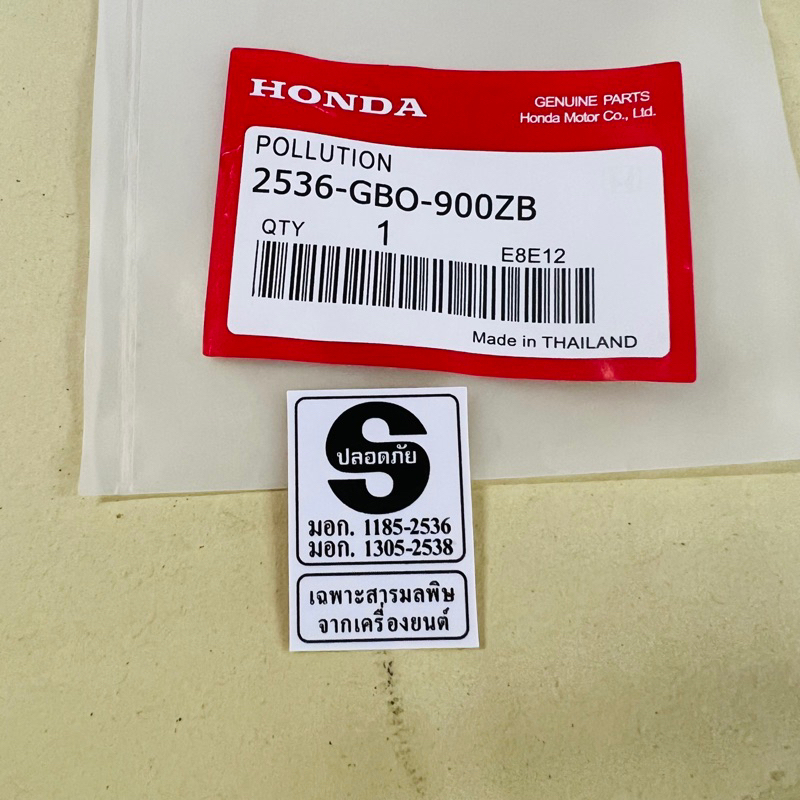 HONDA
GENUINE PARTS
Honda Motor Co., Ltd.
POLLUTION
2536-GBO-900ZB
QTY 1
E8E12
Made in THAILAND
S
ปลอดภัย
มอก. 1185-2536
มอก. 1305-2538
เฉพาะสารมลพิษ
จากเครื่องยนต์